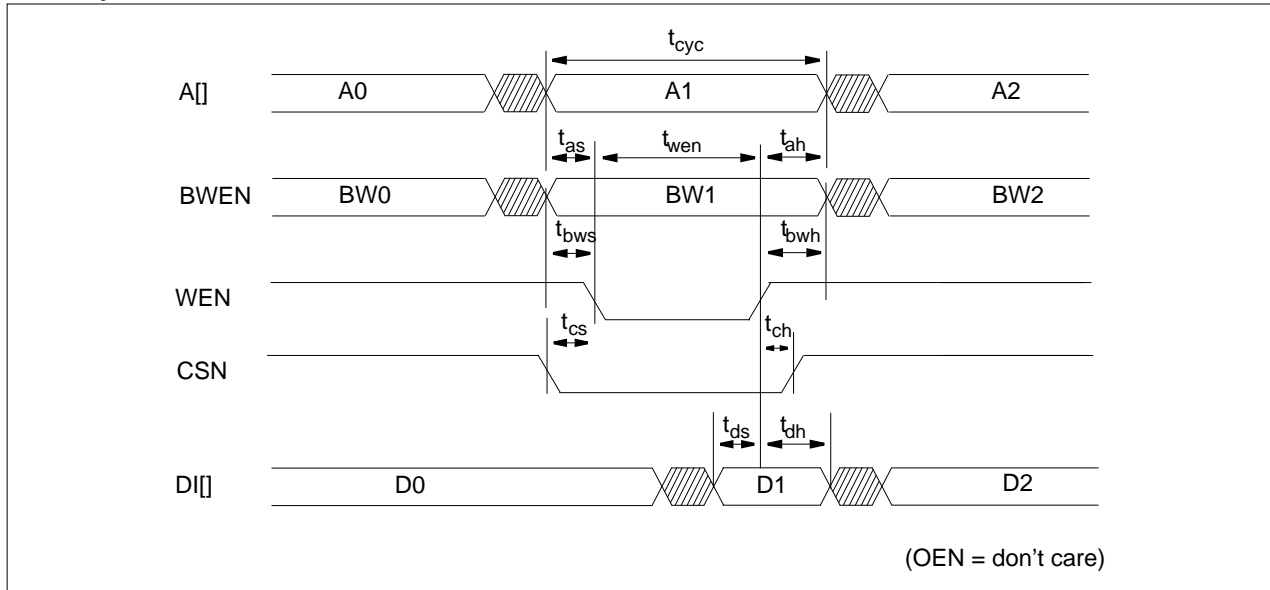 tcyc
A[] A0 A1 A2
tas twen tah
BWEN BW0 BW1 BW2
tbws tbwh
WEN
tcs tch
CSN
tds tdh
DI[] D0 D1 D2
(OEN = don't care)